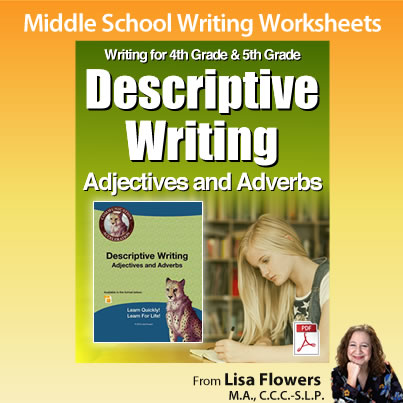 Middle School Writing Worksheets
Writing for 4th Grade & 5th Grade
Descriptive
Writing
Adjectives and Adverbs
Descriptive Writing
Adjectives and Adverbs
Learn Quickly!
Learn For Life!
PDF
From Lisa Flowers
M.A., C.C.C.-S.L.P.